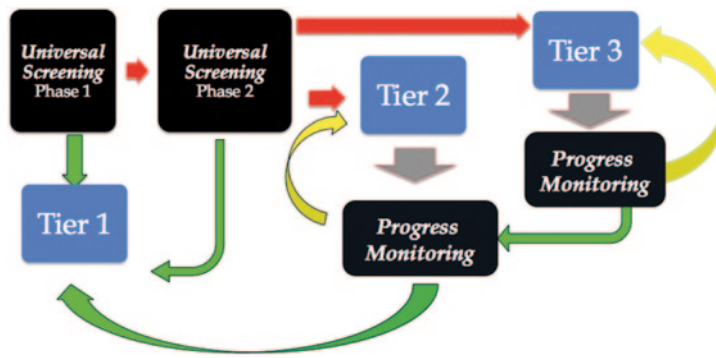 Universal
Screening
Phase 1
Universal
Screening
Phase 2
Tier 3
Tier 2
Progress
Monitoring
Tier 1
Progress
Monitoring